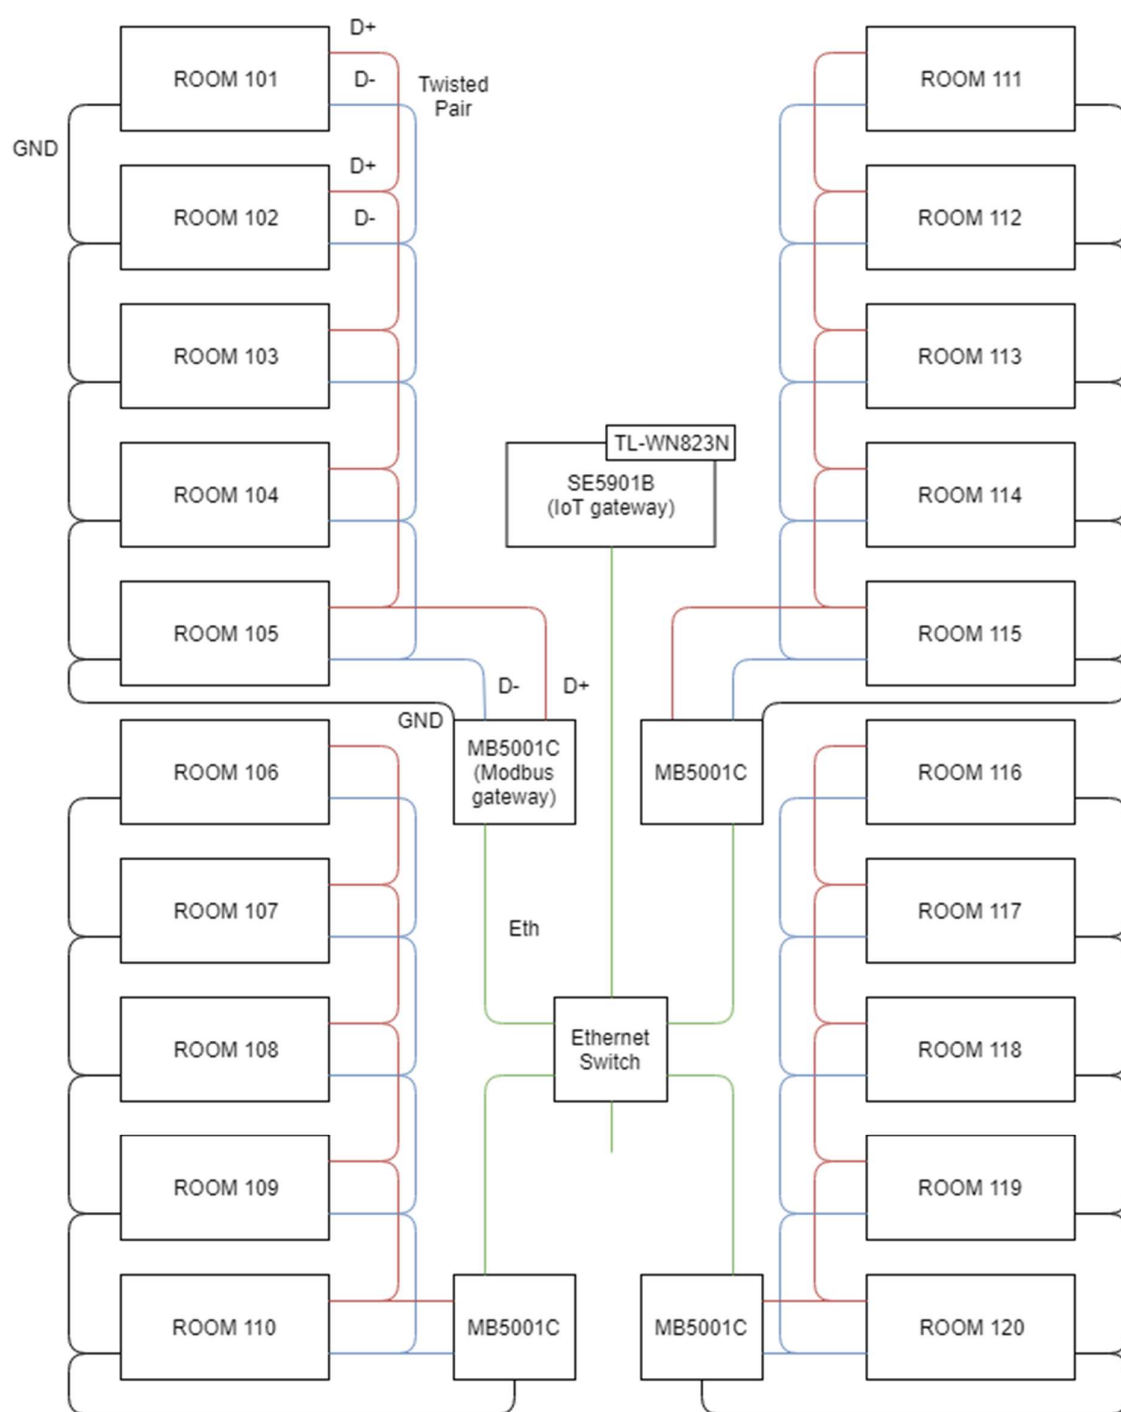 D+
ROOM 101
D-
Twisted
Pair
GND
D+
ROOM 102
D-
ROOM 103
ROOM 104
ROOM 105
D-
D+
GND
MB5001C
(Modbus
gateway)
ROOM 106
ROOM 107
Eth
ROOM 108
ROOM 109
ROOM 110
MB5001C
TL-WN823N
SE5901B
(IoT gateway)
Ethernet
Switch
ROOM 111
ROOM 112
ROOM 113
ROOM 114
ROOM 115
MB5001C
ROOM 116
ROOM 117
ROOM 118
ROOM 119
MB5001C
ROOM 120